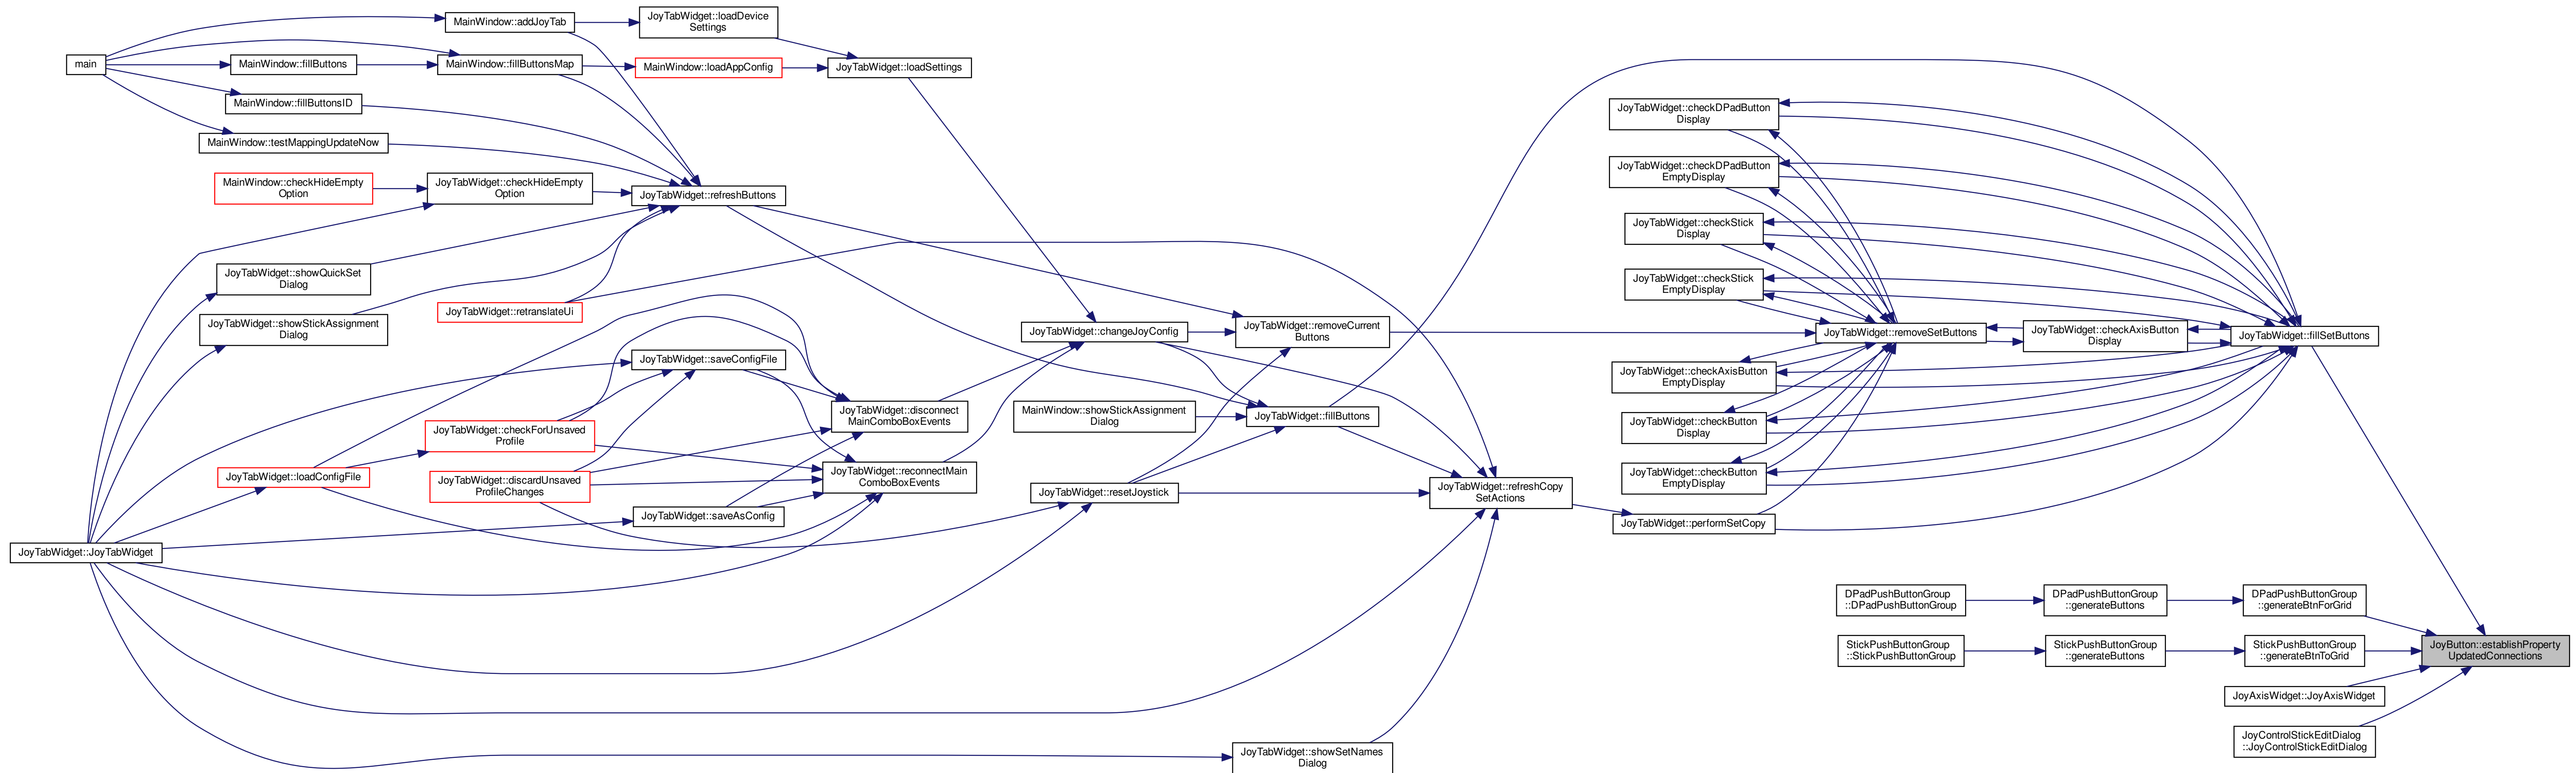 main
MainWindow::addJoyTab
MainWindow::fillButtons
MainWindow::fillButtonsMap
MainWindow::fillButtonsID
MainWindow::testMappingUpdateNow
MainWindow::checkHideEmpty
Option
JoyTabWidget::checkHideEmpty
Option
JoyTabWidget::showQuickSet
Dialog
JoyTabWidget::showStickAssignment
Dialog
JoyTabWidget::retranslateUi
JoyTabWidget::loadDevice
Settings
MainWindow::loadAppConfig
JoyTabWidget::loadSettings
JoyTabWidget::refreshButtons
JoyTabWidget::saveConfigFile
JoyTabWidget::checkForUnsaved
Profile
JoyTabWidget::loadConfigFile
JoyTabWidget::discardUnsaved
ProfileChanges
JoyTabWidget::saveAsConfig
JoyTabWidget::JoyTabWidget
JoyTabWidget::disconnect
MainComboBoxEvents
JoyTabWidget::reconnectMain
ComboBoxEvents
JoyTabWidget::changeJoyConfig
MainWindow::showStickAssignment
Dialog
JoyTabWidget::resetJoystick
JoyTabWidget::removeCurrent
Buttons
JoyTabWidget::fillButtons
JoyTabWidget::showSetNames
Dialog
JoyTabWidget::refreshCopy
SetActions
JoyTabWidget::checkDPadButton
Display
JoyTabWidget::checkDPadButton
EmptyDisplay
JoyTabWidget::checkStick
Display
JoyTabWidget::checkStick
EmptyDisplay
JoyTabWidget::removeSetButtons
JoyTabWidget::checkAxisButton
Display
JoyTabWidget::fillSetButtons
JoyTabWidget::checkAxisButton
EmptyDisplay
JoyTabWidget::checkButton
Display
JoyTabWidget::checkButton
EmptyDisplay
JoyTabWidget::performSetCopy
DPadPushButtonGroup
::DPadPushButtonGroup
DPadPushButtonGroup
::generateButtons
DPadPushButtonGroup
::generateBtnForGrid
StickPushButtonGroup
::StickPushButtonGroup
StickPushButtonGroup
::generateButtons
StickPushButtonGroup
::generateBtnToGrid
JoyButton::establishProperty
UpdatedConnections
JoyAxisWidget::JoyAxisWidget
JoyControlStickEditDialog
::JoyControlStickEditDialog